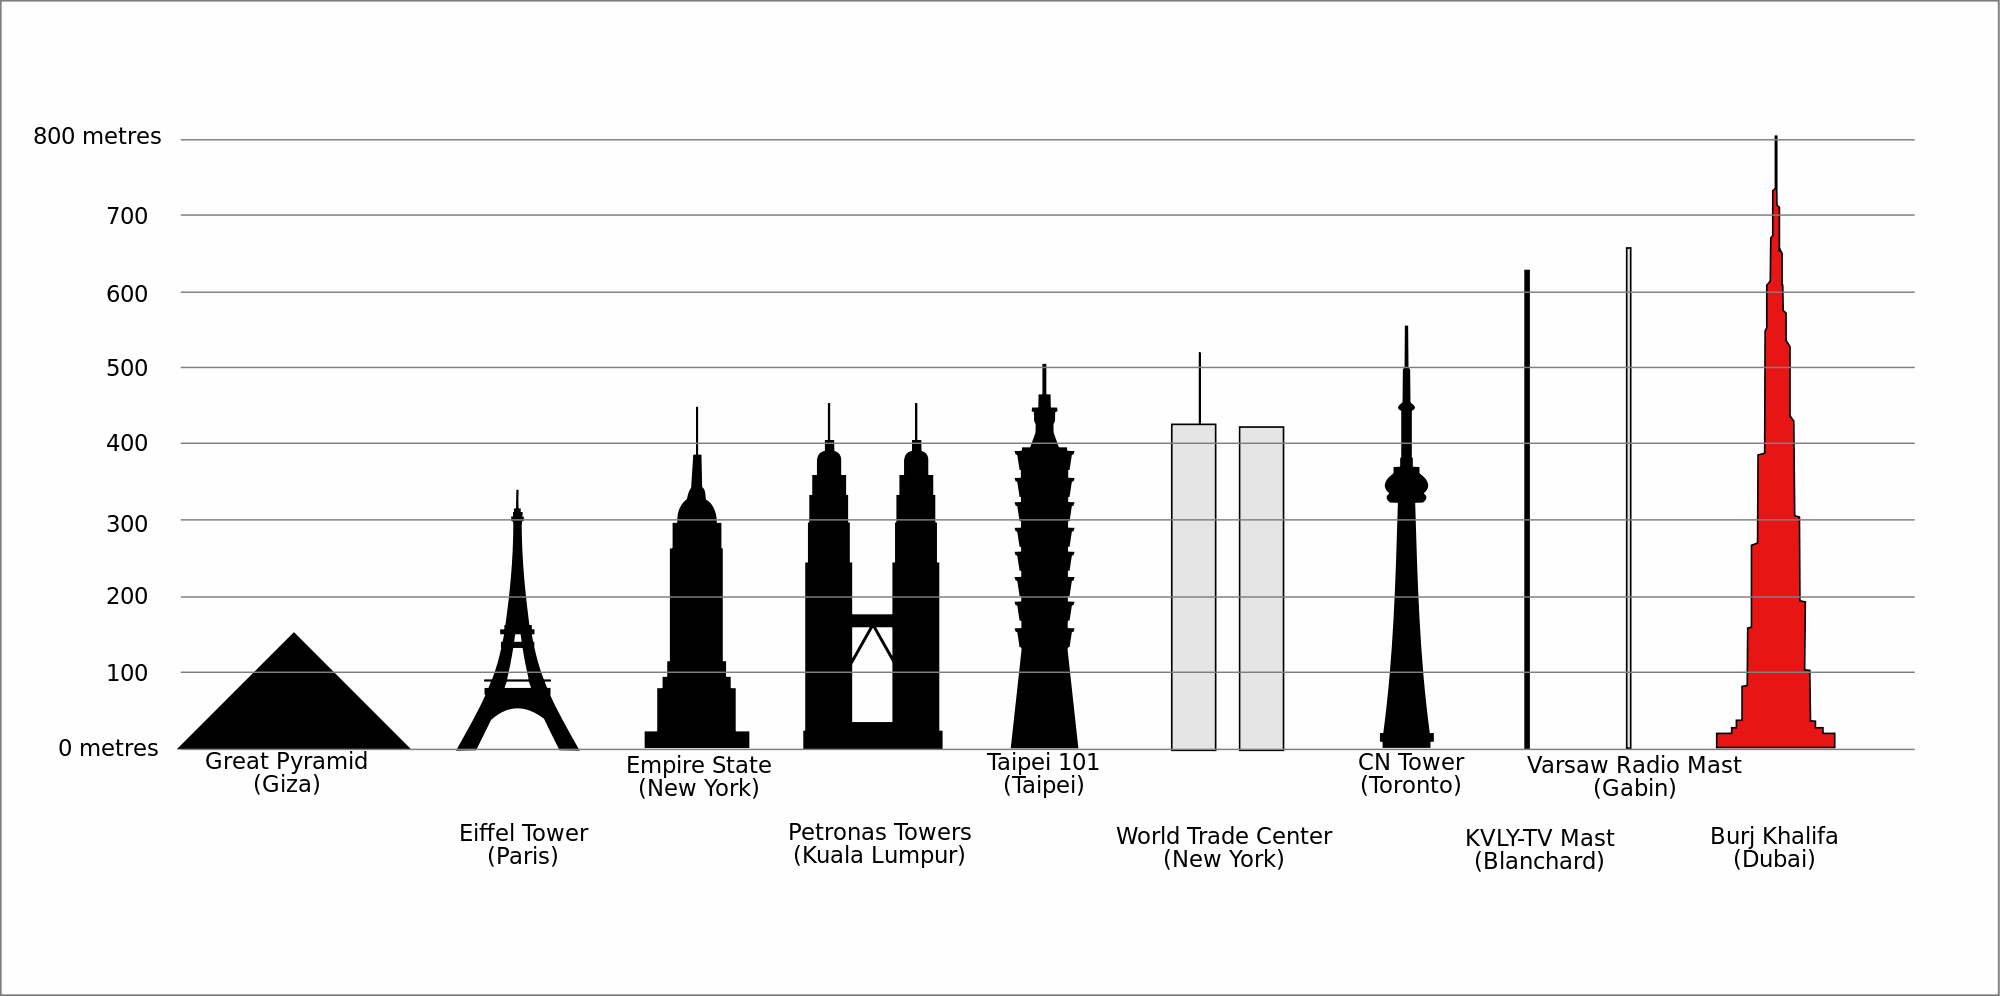 800 metres
700
600
500
400
300
200
100
0 metres
Great Pyramid
(Giza)
Eiffel Tower
(Paris)
Empire State
(New York)
Petronas Towers
(Kuala Lumpur)
Taipei 101
(Taipei)
World Trade Center
(New York)
CN Tower
(Toronto)
KVLY-TV Mast
(Blanchard)
Varsaw Radio Mast
(Gabin)
Burj Khalifa
(Dubai)